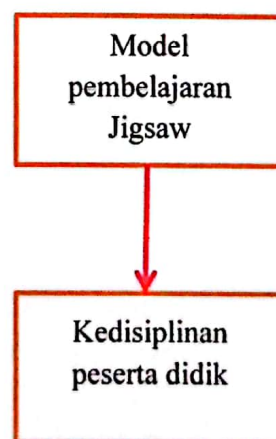 Model
pembelajaran
Jigsaw
Kedisiplinan
peserta didik